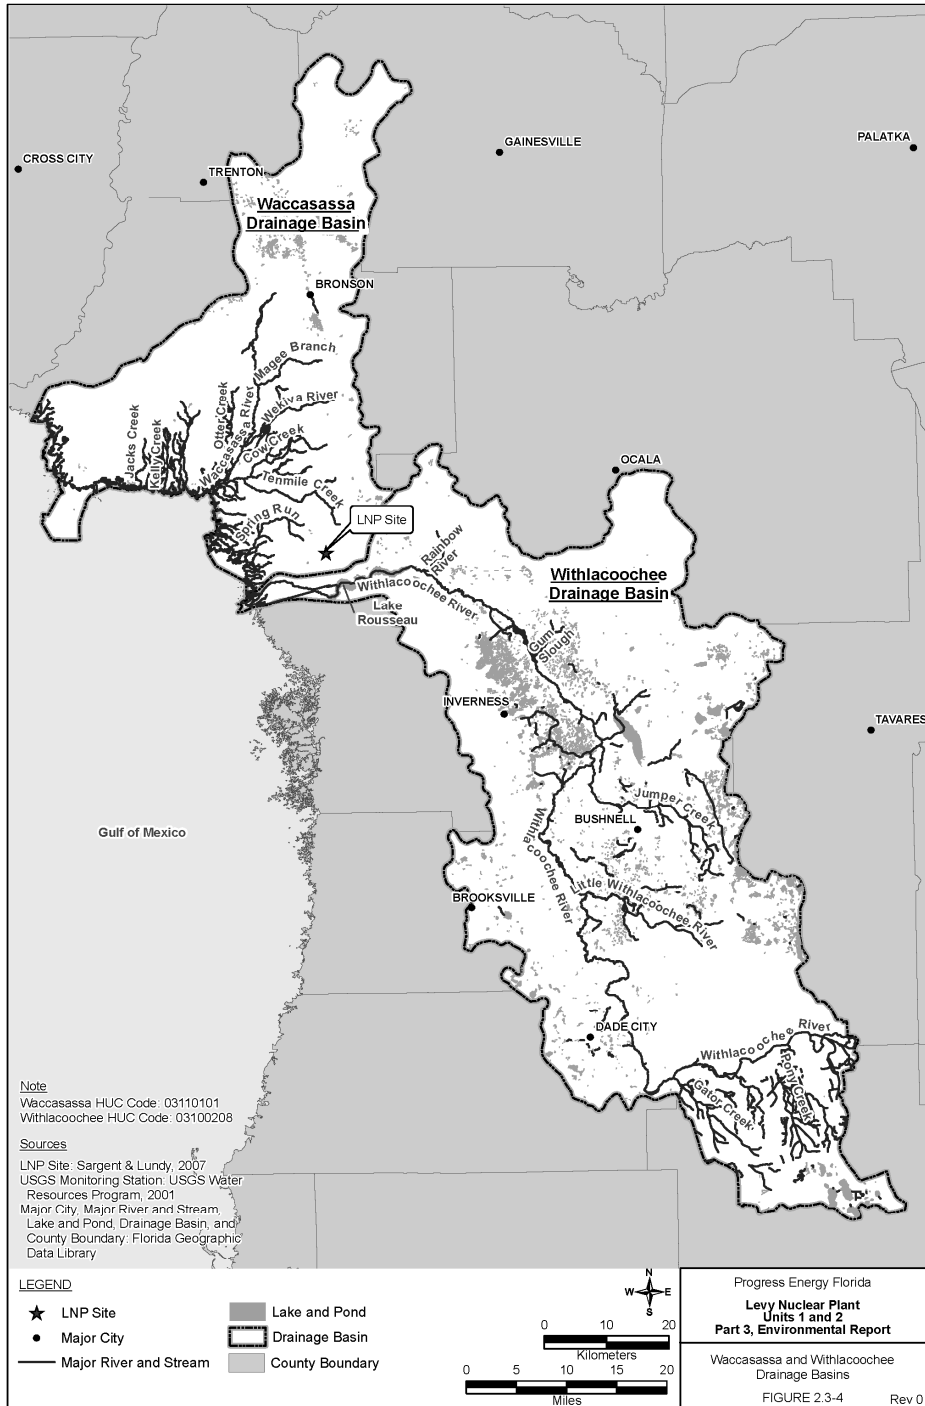 CROSS CITY
TRENTON
GAINESVILLE
PALATKA
Waccasassa
Drainage Basin
BRONSON
Magee Branch
Wekiva River
Otter Creek
Waccasassa River
Cow Creek
Jacks Creek
Kelly Creek
Tenmile Creek
Spring Run
LNP Site
OCALA
Rainbow
River
Withlacoochee
Drainage Basin
Withlacoochee River
Lake
Rousseau
Gum
Slough
INVERNESS
TAVARES
Jumper Creek
BUSHNELL
Withlacoochee River
Gulf of Mexico
Little Withlacoochee River
BROOKSVILLE
DADE CITY
Withlacoochee River
Pony Creek
Gator Creek
Note
Waccasassa HUC Code: 03110101
Withlacoochee HUC Code: 03100208
Sources
LNP Site: Sargent & Lundy, 2007
USGS Monitoring Station: USGS Water
Resources Program, 2001
Major City, Major River and Stream,
Lake and Pond, Drainage Basin, and
County Boundary: Florida Geographic
Data Library
LEGEND
LNP Site
Major City
Major River and Stream
Lake and Pond
Drainage Basin
County Boundary
N
W E
S
0 10 20
Kilometers
0 5 10 15 20
Miles
Progress Energy Florida
Levy Nuclear Plant
Units 1 and 2
Part 3, Environmental Report
Waccasassa and Withlacoochee
Drainage Basins
FIGURE 2.3-4 Rev 0